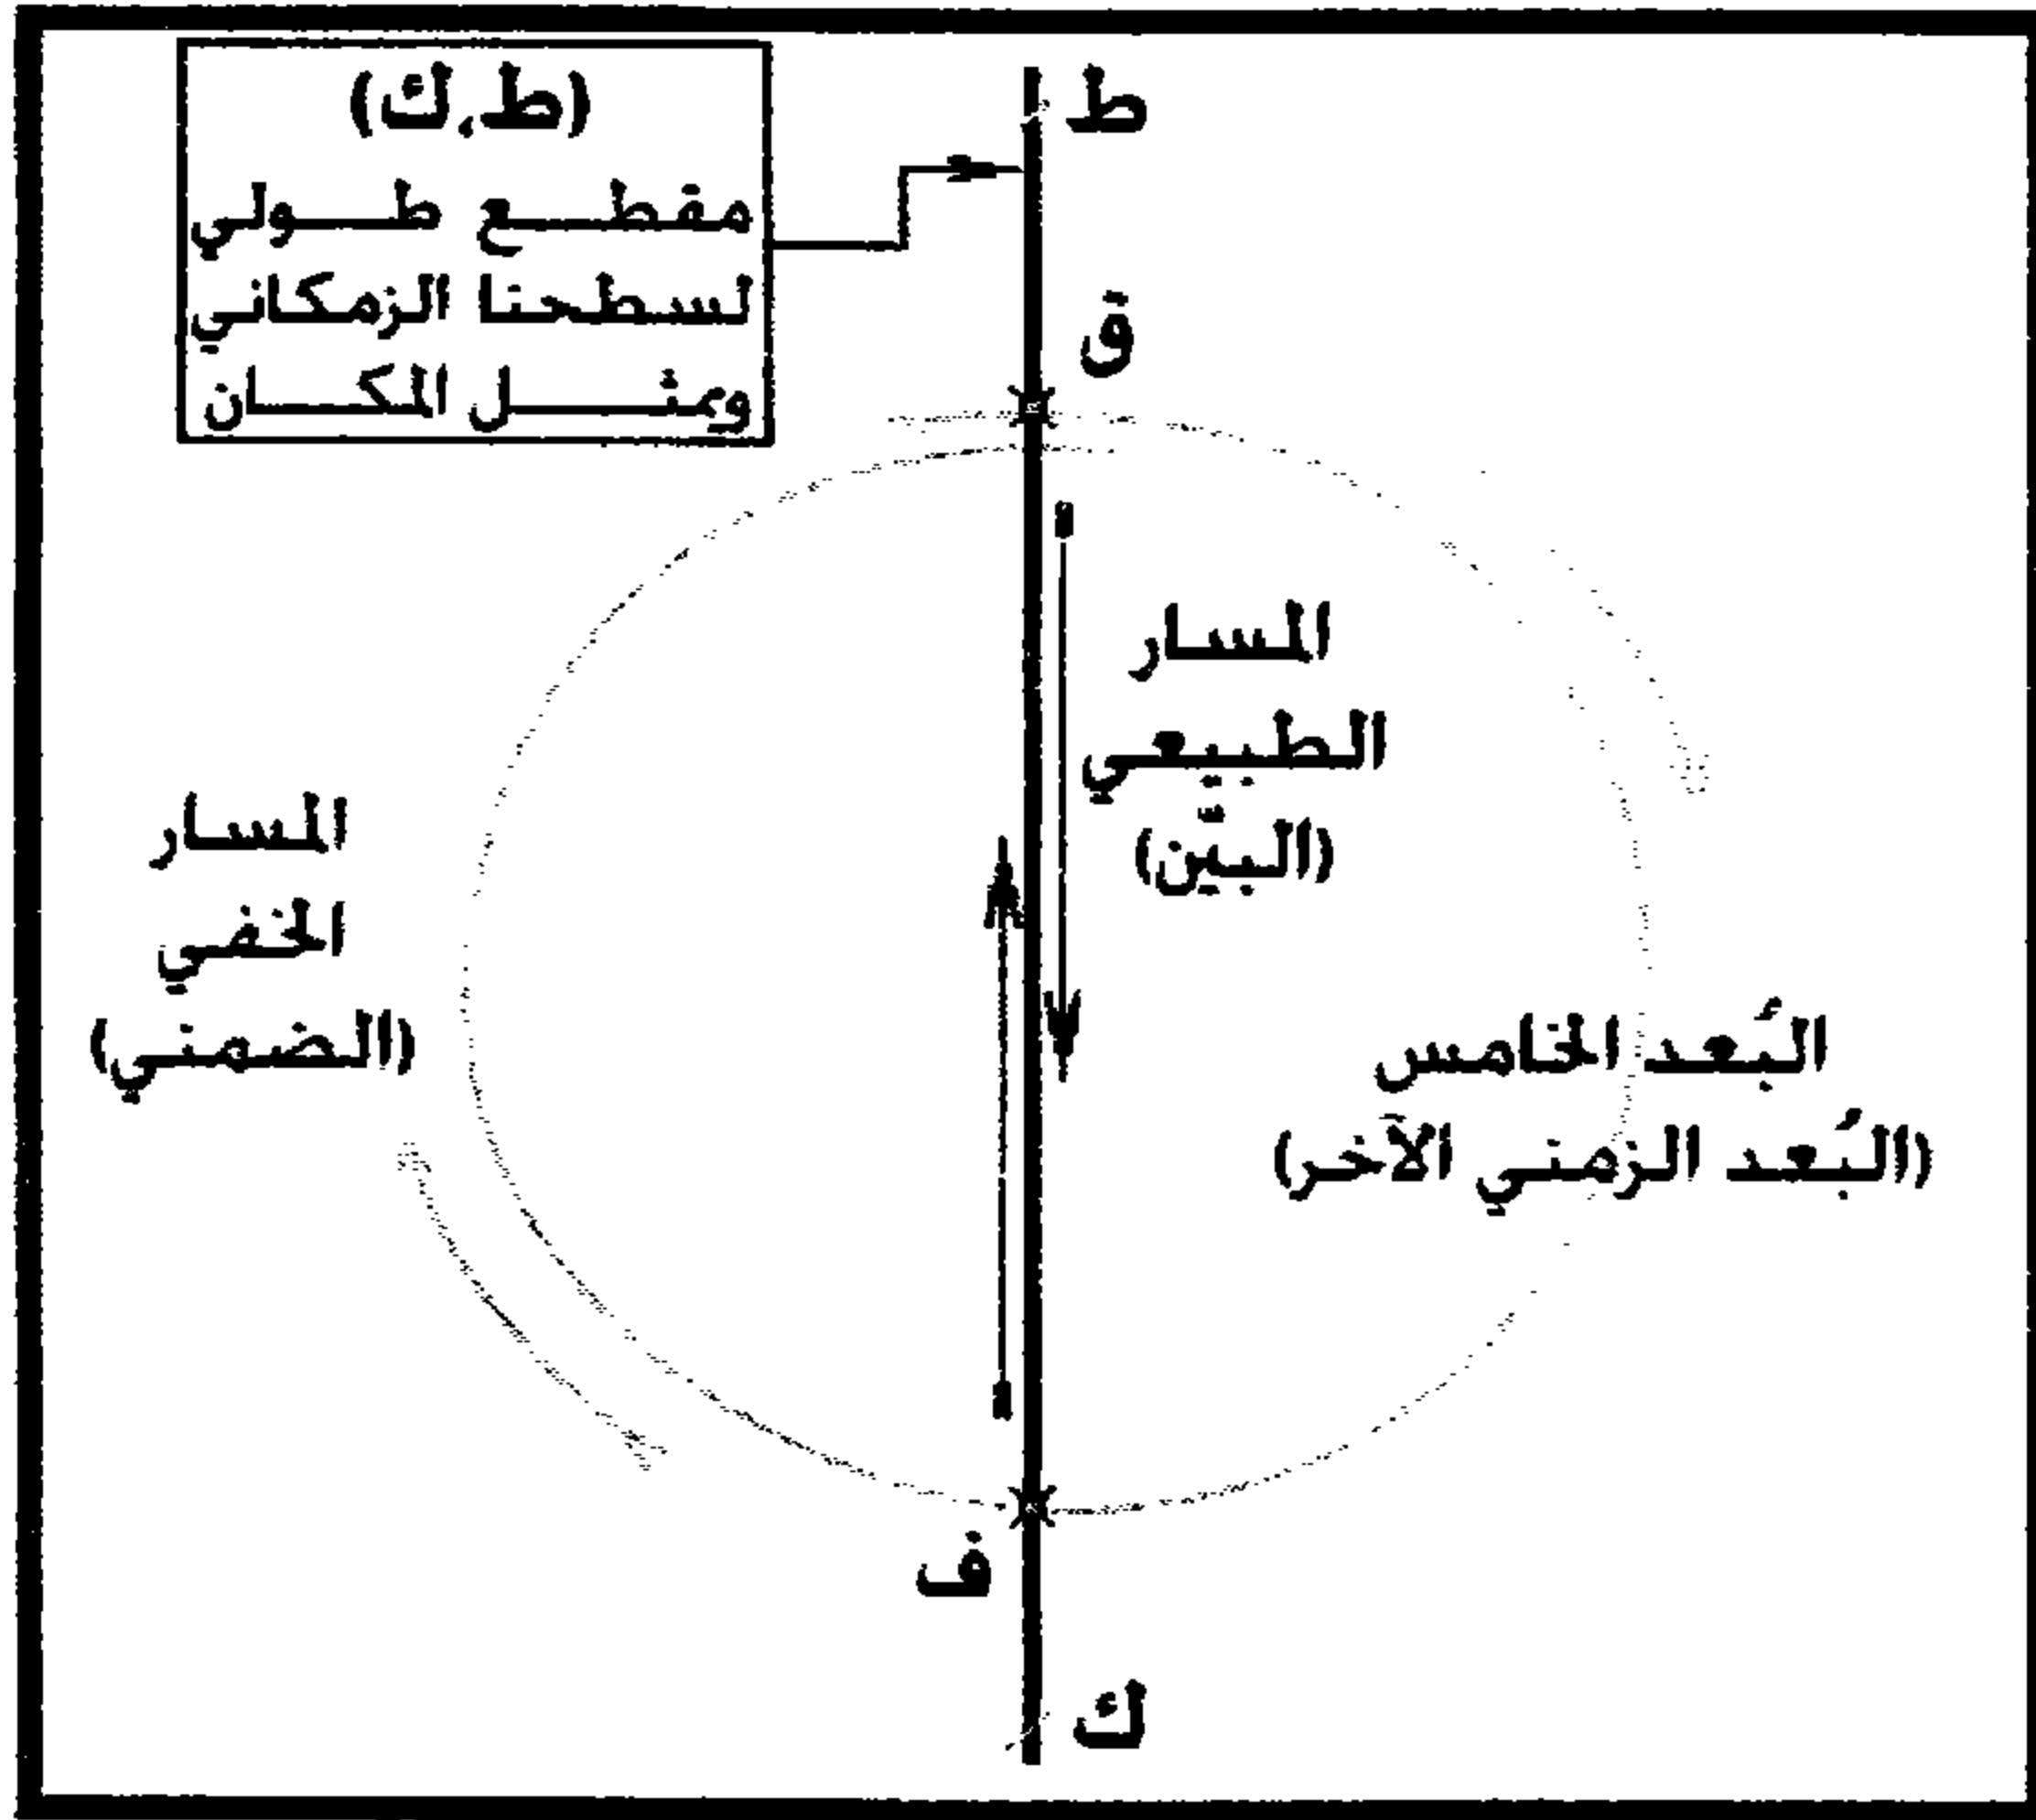 (ط,ك)
مقطع طولي
لسطحنا الزمكاني
ويمثل المكان
ط
ق
المسار
الطبيعي
(البيّن)
المسار
الخفي
(الضمني)
البُعد الخامس
(البُعد الزمني الآخر)
ف
ك